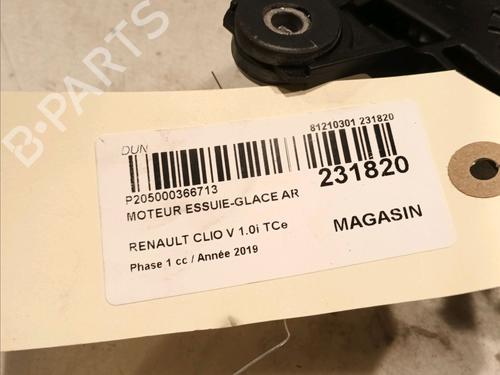 B-PARTS
DUN
81210301 231820
P205000366713
231820
MOTEUR ESSUIE-GLACE AR
RENAULT CLIO V 1.0i TCe
MAGASIN
Phase 1 cc / Année 2019